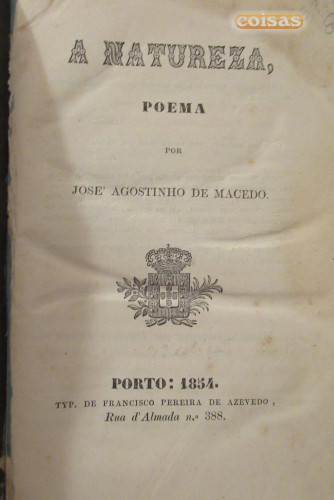 coisas
A NATUREZA,
POEMA
POR
JOSE' AGOSTINHO DE MACEDO.
PORTO: 1854.
TYP. DE FRANCISCO PEREIRA DE AZEVEDO,
Rua d'Almada n.o 388.